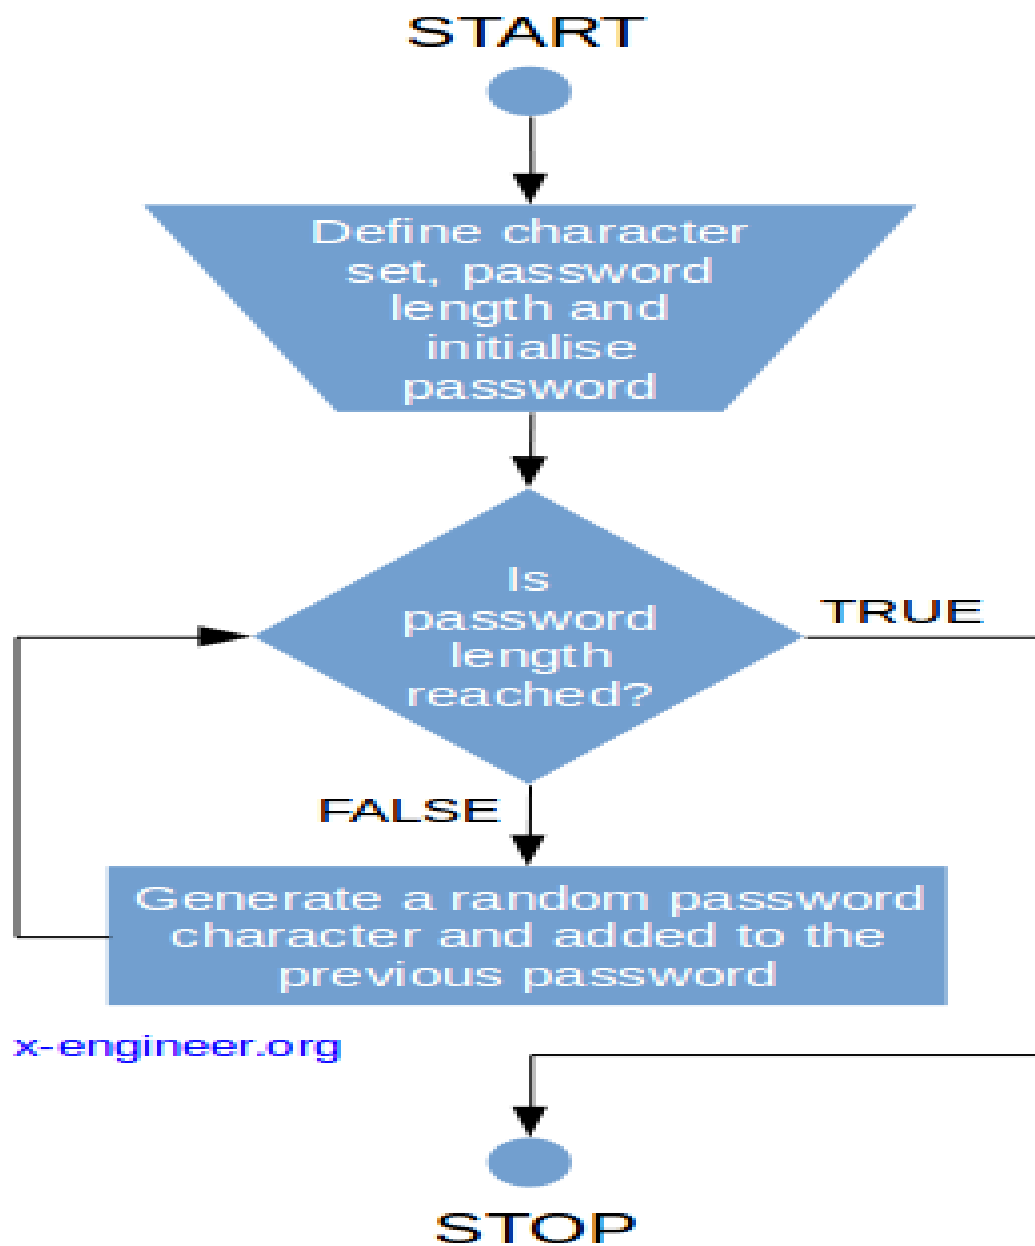 START
Define character
set, password
length and
initialise
password
Is
password
length
reached?
TRUE
FALSE
Generate a random password
character and added to the
previous password
x-engineer.org
STOP